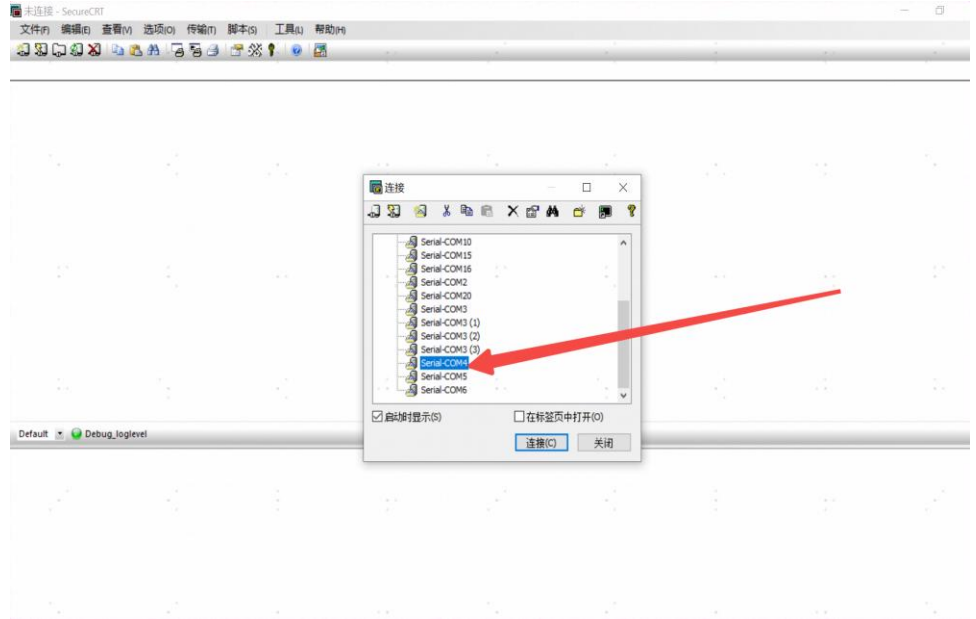 未连接 - SecureCRT
文件(F) 编辑(E) 查看(V) 选项(O) 传输(T) 脚本(S) 工具(L) 帮助(H)
连接
Serial-COM10
Serial-COM15
Serial-COM16
Serial-COM2
Serial-COM20
Serial-COM3
Serial-COM3 (1)
Serial-COM3 (2)
Serial-COM3 (3)
Serial-COM4
Serial-COM5
Serial-COM6
启动时显示(S) 在标签页中打开(O)
连接(C) 关闭
Default Debug_loglevel